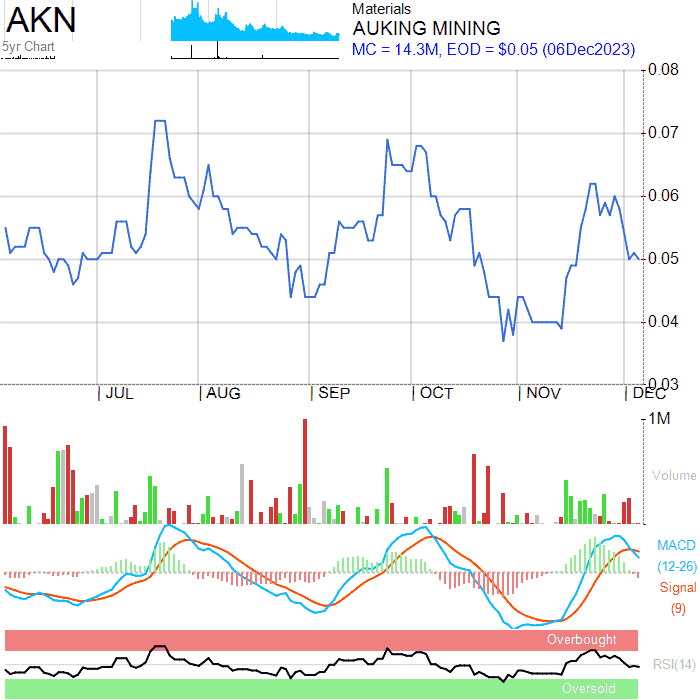 AKN
5yr Chart
Materials
AUKING MINING
MC = 14.3M, EOD = $0.05 (06Dec2023)
0.08
0.07
0.06
0.05
0.04
0.03
JUL AUG SEP OCT NOV DEC
1M
Volume
MACD
(12-26)
Signal
(9)
Overbought
RSI(14)
Oversold